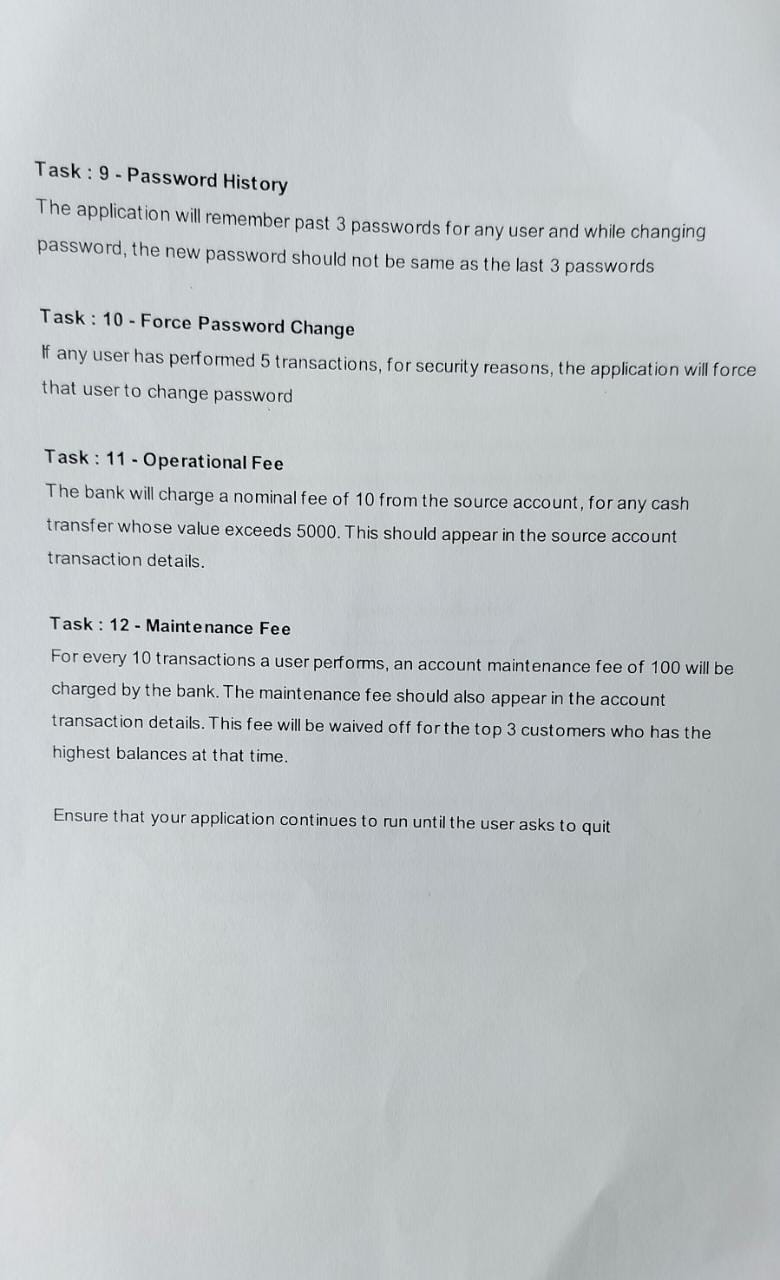 Task : 9 - Password History
The application will remember past 3 passwords for any user and while changing
password, the new password should not be same as the last 3 passwords
Task : 10 - Force Password Change
If any user has performed 5 transactions, for security reasons, the application will force
that user to change password
Task : 11 - Operational Fee
The bank will charge a nominal fee of 10 from the source account, for any cash
transfer whose value exceeds 5000. This should appear in the source account
transaction details.
Task : 12 - Maintenance Fee
For every 10 transactions a user performs, an account maintenance fee of 100 will be
charged by the bank. The maintenance fee should also appear in the account
transaction details. This fee will be waived off for the top 3 customers who has the
highest balances at that time.
Ensure that your application continues to run until the user asks to quit